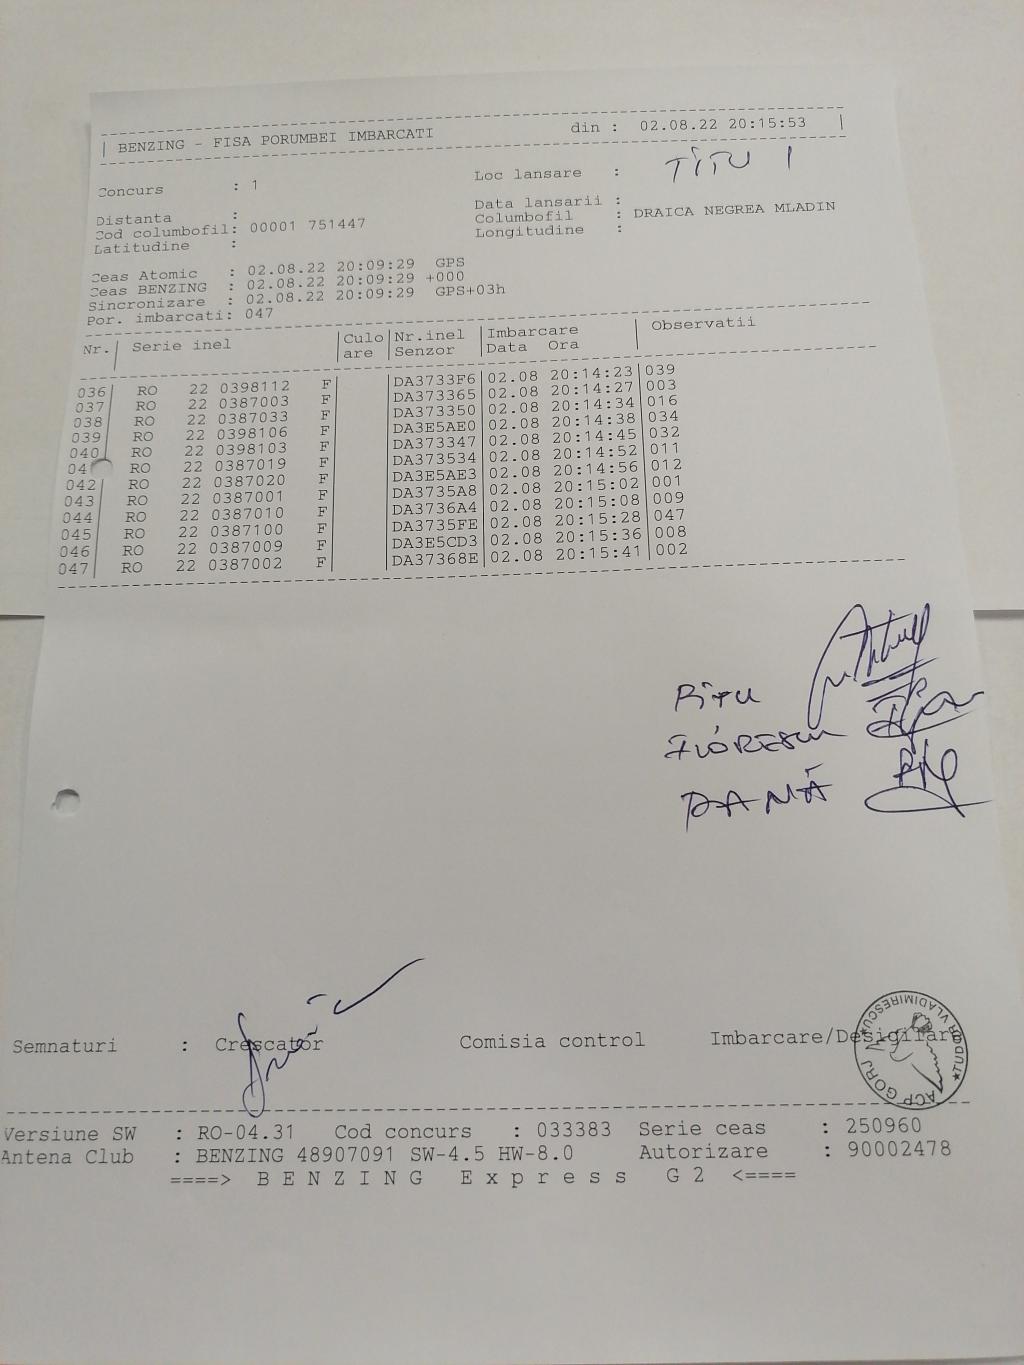 BENZING - FISA PORUMBEI IMBARCATI din : 02.08.22 20:15:53
Concurs : 1 Loc lansare : TITU 1
Distanta : Data lansarii :
Cod columbofil: 00001 751447 Columbofil : DRAICA NEGREA MLADIN
Latitudine : Longitudine :
Ceas Atomic : 02.08.22 20:09:29 GPS
Ceas BENZING : 02.08.22 20:09:29 +000
Sincronizare : 02.08.22 20:09:29 GPS+03h
Por. imbarcati: 047
Nr. Serie inel Culo Nr.inel Imbarcare Observatii
are Senzor Data Ora
036 RO 22 0398112 F DA3733F6 02.08 20:14:23 039
037 RO 22 0387003 F DA373365 02.08 20:14:27 003
038 RO 22 0387033 F DA373350 02.08 20:14:34 016
039 RO 22 0398106 F DA3E5AE0 02.08 20:14:38 034
040 RO 22 0398103 F DA373347 02.08 20:14:45 032
04 RO 22 0387019 F DA373534 02.08 20:14:52 011
042 RO 22 0387020 F DA3E5AE3 02.08 20:14:56 012
043 RO 22 0387001 F DA3735A8 02.08 20:15:02 001
044 RO 22 0387010 F DA3736A4 02.08 20:15:08 009
045 RO 22 0387100 F DA3735FE 02.08 20:15:28 047
046 RO 22 0387009 F DA3E5CD3 02.08 20:15:36 008
047 RO 22 0387002 F DA37368E 02.08 20:15:41 002
PITU
FLORESCU
PANĂ
Semnaturi : Crescator Comisia control Imbarcare/Desigilare
ACP GORJ *TUDOR VLADIMIRESCU*
Versiune SW : RO-04.31 Cod concurs : 033383 Serie ceas : 250960
Antena Club : BENZING 48907091 SW-4.5 HW-8.0 Autorizare : 90002478
====> BENZING Express G2 <====